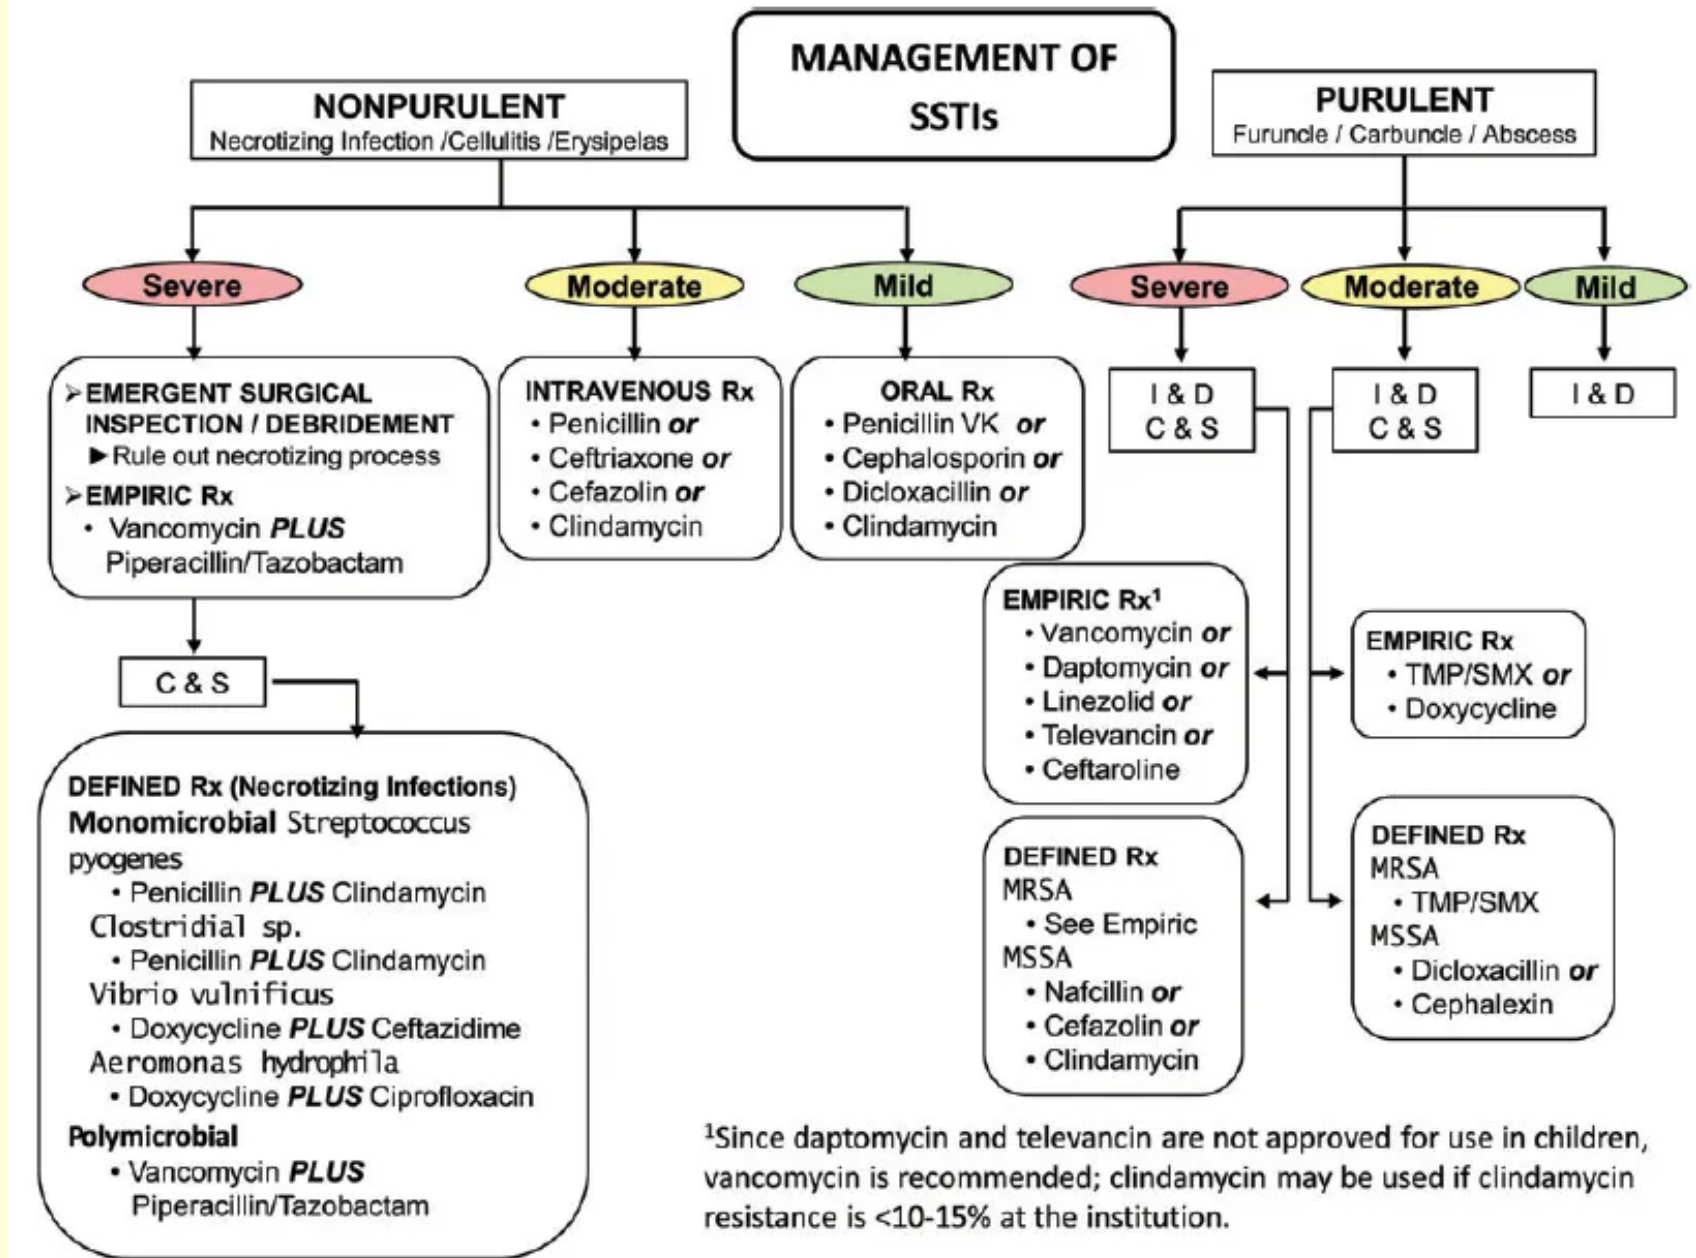 MANAGEMENT OF
SSTIs
NONPURULENT
Necrotizing Infection /Cellulitis /Erysipelas
Severe
➢EMERGENT SURGICAL
INSPECTION / DEBRIDEMENT
►Rule out necrotizing process
➢EMPIRIC Rx
• Vancomycin PLUS
Piperacillin/Tazobactam
C & S
DEFINED Rx (Necrotizing Infections)
Monomicrobial Streptococcus
pyogenes
• Penicillin PLUS Clindamycin
Clostridial sp.
• Penicillin PLUS Clindamycin
Vibrio vulnificus
• Doxycycline PLUS Ceftazidime
Aeromonas hydrophila
• Doxycycline PLUS Ciprofloxacin
Polymicrobial
• Vancomycin PLUS
Piperacillin/Tazobactam
Moderate
INTRAVENOUS Rx
• Penicillin or
• Ceftriaxone or
• Cefazolin or
• Clindamycin
Mild
ORAL Rx
• Penicillin VK or
• Cephalosporin or
• Dicloxacillin or
• Clindamycin
PURULENT
Furuncle / Carbuncle / Abscess
Severe
I & D
C & S
EMPIRIC Rx¹
• Vancomycin or
• Daptomycin or
• Linezolid or
• Televancin or
• Ceftaroline
DEFINED Rx
MRSA
• See Empiric
MSSA
• Nafcillin or
• Cefazolin or
• Clindamycin
Moderate
I & D
C & S
EMPIRIC Rx
• TMP/SMX or
• Doxycycline
DEFINED Rx
MRSA
• TMP/SMX
MSSA
• Dicloxacillin or
• Cephalexin
Mild
I & D
¹Since daptomycin and televancin are not approved for use in children,
vancomycin is recommended; clindamycin may be used if clindamycin
resistance is <10-15% at the institution.